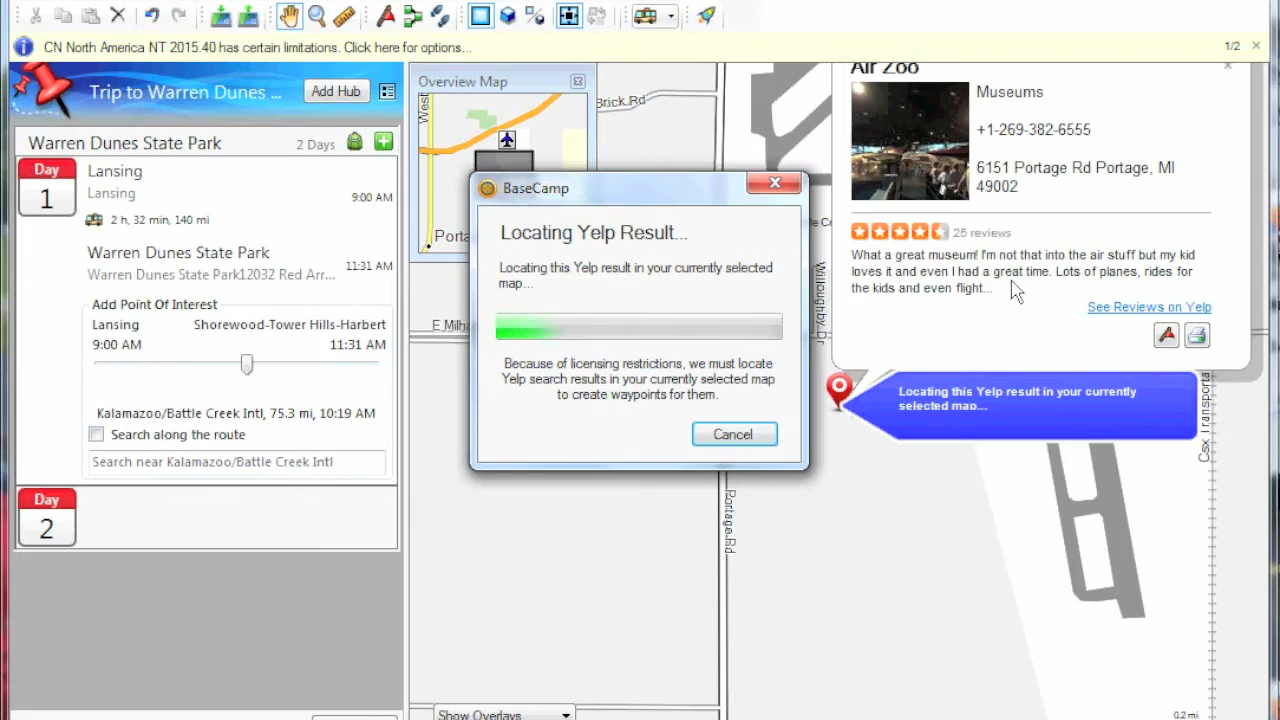 CN North America NT 2015.40 has certain limitations. Click here for options...
1/2
Trip to Warren Dunes ...
Add Hub
Warren Dunes State Park
2 Days
Day
1
Lansing
Lansing
9:00 AM
2 h, 32 min, 140 mi
Warren Dunes State Park
Warren Dunes State Park12032 Red Arr...
11:31 AM
Add Point Of Interest
Lansing
Shorewood-Tower Hills-Harbert
9:00 AM
11:31 AM
Kalamazoo/Battle Creek Intl, 75.3 mi, 10:19 AM
Search along the route
Search near Kalamazoo/Battle Creek Intl
Day
2
Overview Map
West
Porta
Brick Rd
E Milha
Willoughby Dr
Portage Rd
BaseCamp
Locating Yelp Result...
Locating this Yelp result in your currently selected
map...
Because of licensing restrictions, we must locate
Yelp search results in your currently selected map
to create waypoints for them.
Cancel
Air Zoo
Museums
+1-269-382-6555
6151 Portage Rd Portage, MI
49002
25 reviews
What a great museum! I'm not that into the air stuff but my kid
loves it and even I had a great time. Lots of planes, rides for
the kids and even flight...
See Reviews on Yelp
Locating this Yelp result in your currently
selected map...
Csx Transporta
Show Overlays
0.2 mi